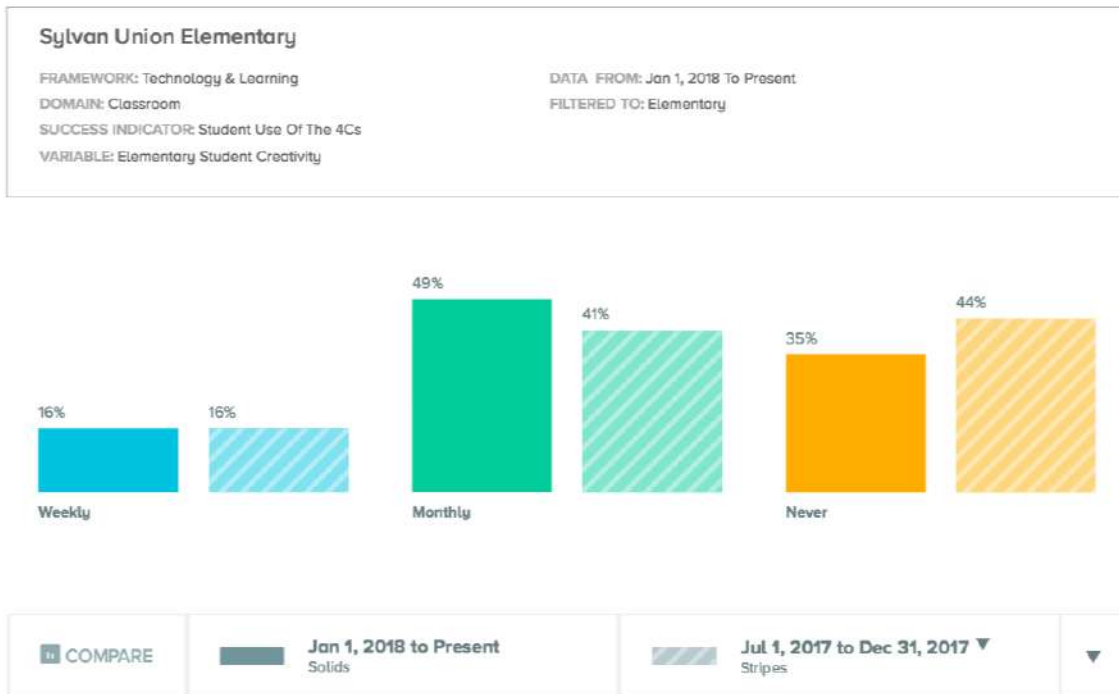 Sylvan Union Elementary
FRAMEWORK: Technology & Learning
DATA FROM: Jan 1, 2018 To Present
DOMAIN: Classroom
FILTERED TO: Elementary
SUCCESS INDICATOR: Student Use Of The 4Cs
VARIABLE: Elementary Student Creativity
49%
44%
41%
35%
16%
16%
Weekly
Monthly
Never
COMPARE
Jan 1, 2018 to Present
Solids
Jul 1, 2017 to Dec 31, 2017
Stripes